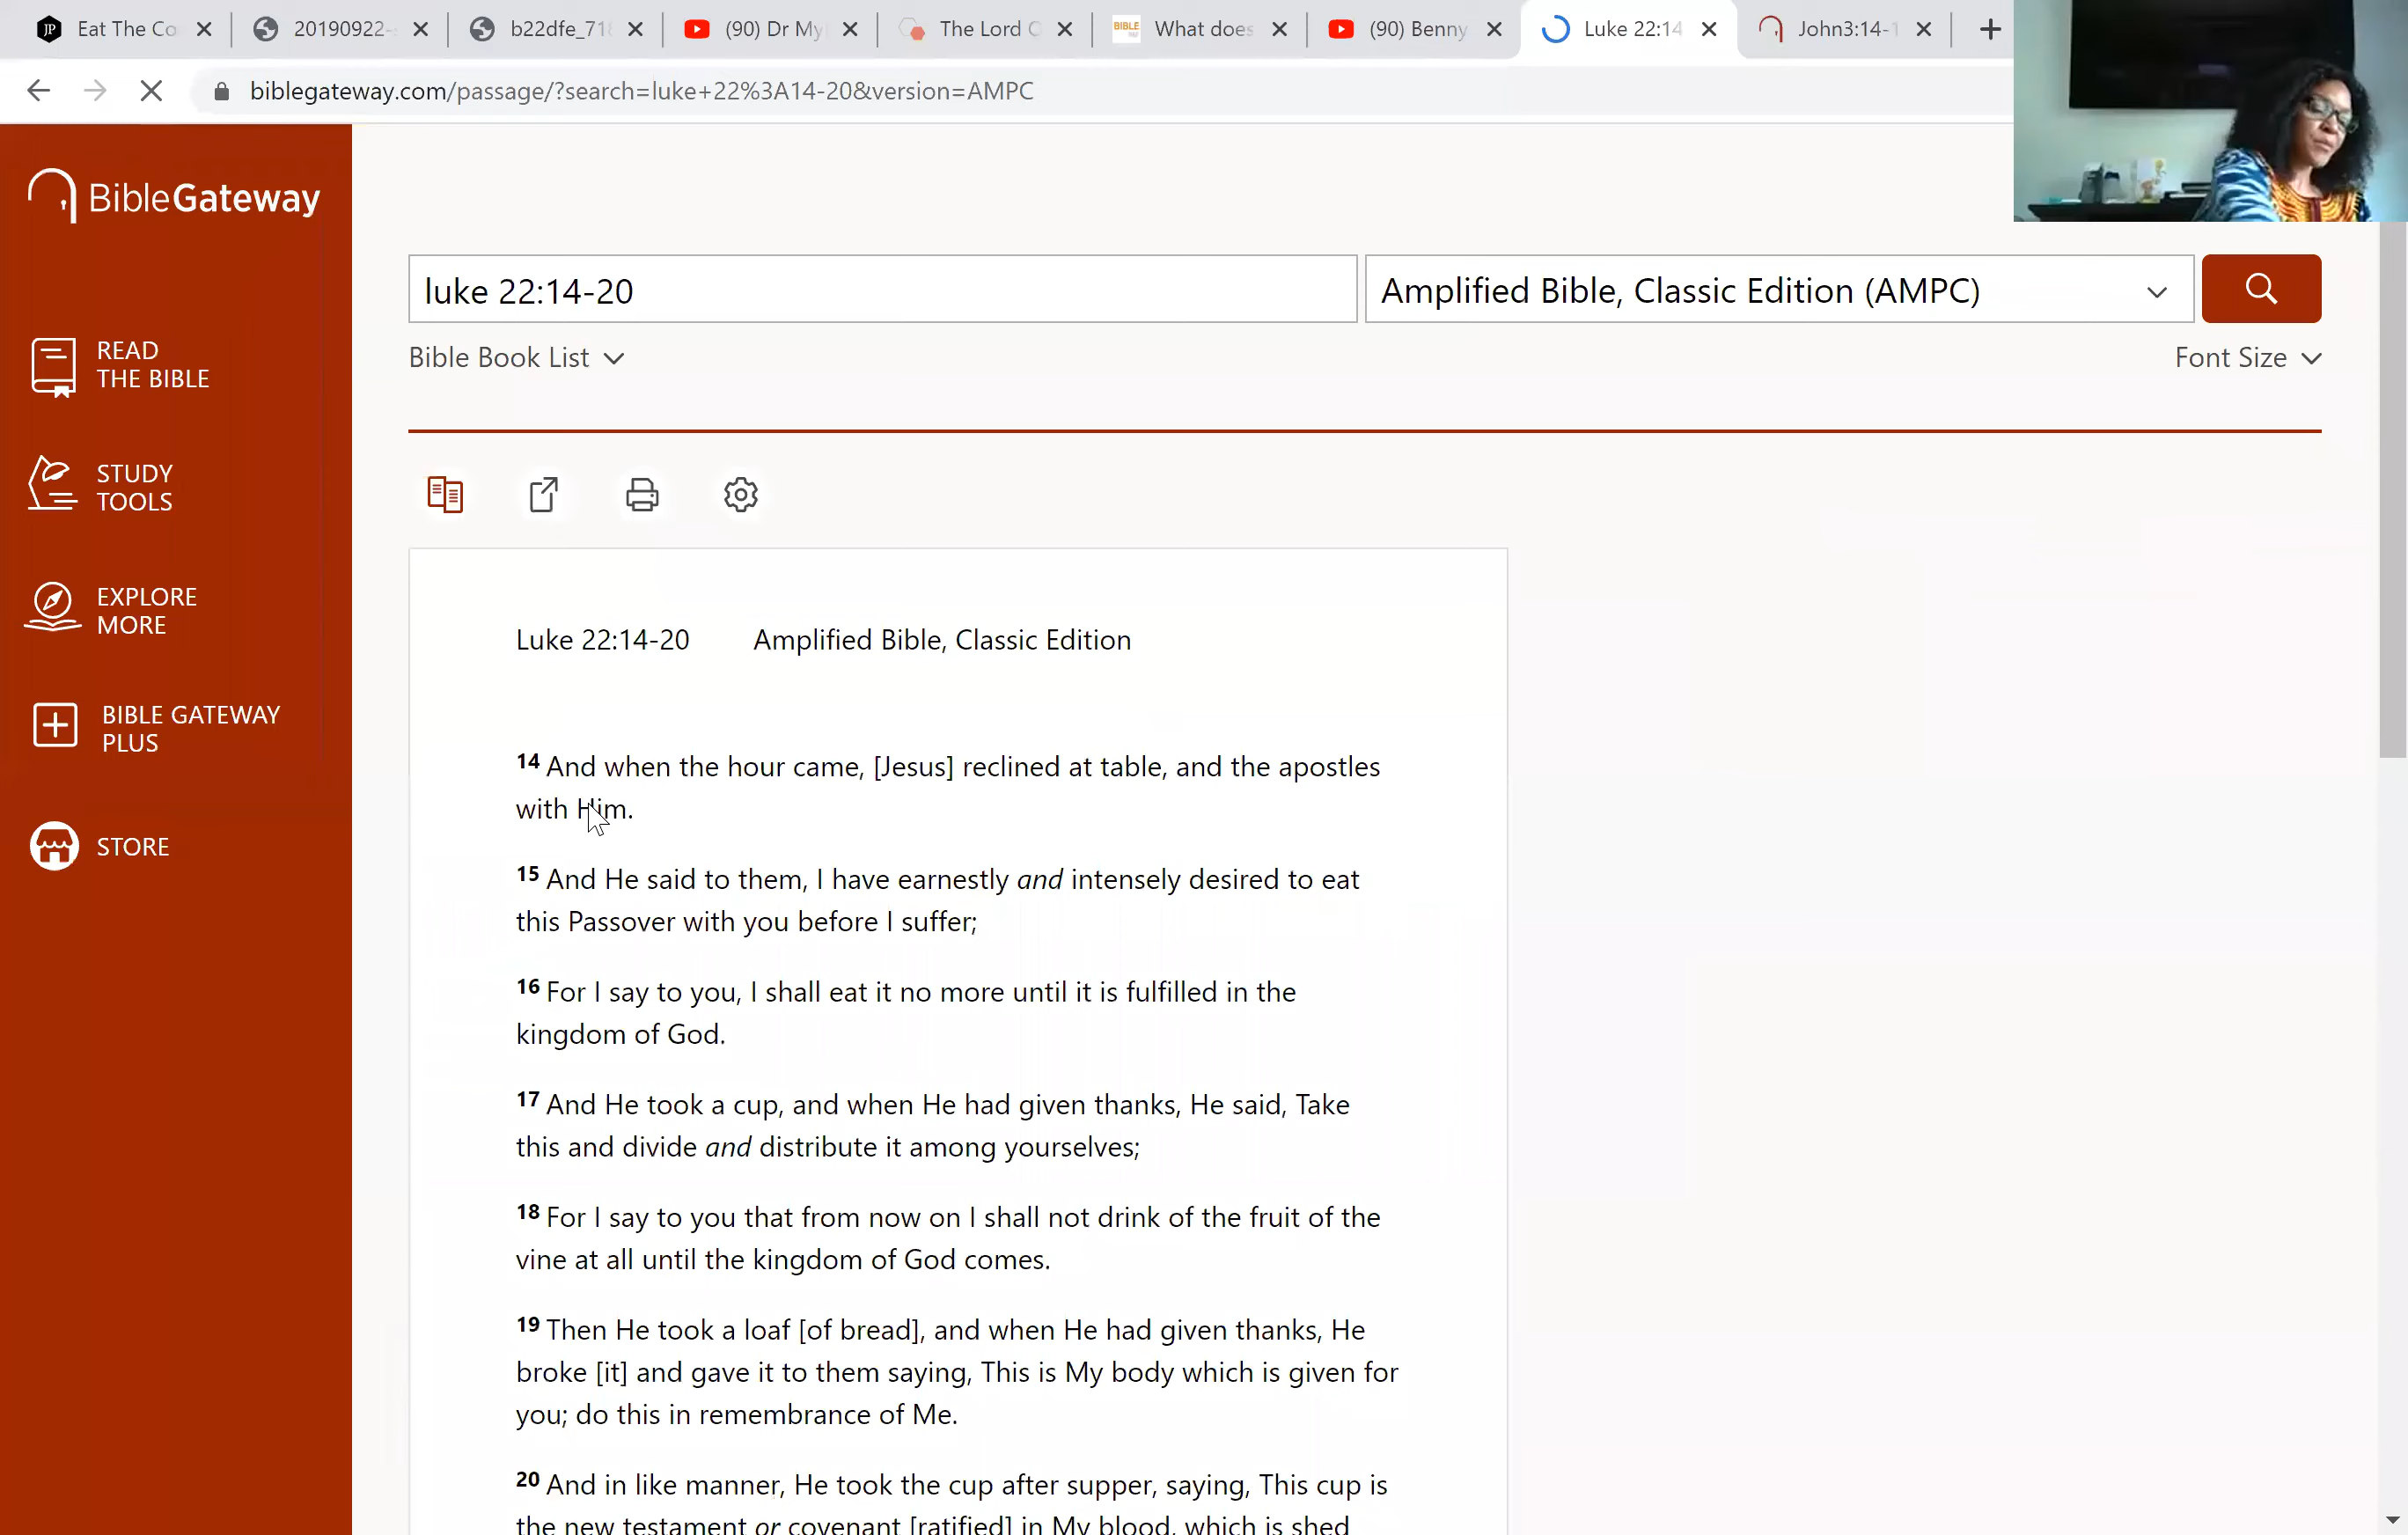 Eat The Co
20190922-
b22dfe_71
(90) Dr Myl
The Lord C
What does
(90) Benny
Luke 22:14
John3:14-1
biblegateway.com/passage/?search=luke+22%3A14-20&version=AMPC
BibleGateway
luke 22:14-20
Amplified Bible, Classic Edition (AMPC)
Bible Book List
Font Size
READ
THE BIBLE
STUDY
TOOLS
EXPLORE
MORE
BIBLE GATEWAY
PLUS
STORE
Luke 22:14-20 Amplified Bible, Classic Edition
14 And when the hour came, [Jesus] reclined at table, and the apostles
with Him.
15 And He said to them, I have earnestly and intensely desired to eat
this Passover with you before I suffer;
16 For I say to you, I shall eat it no more until it is fulfilled in the
kingdom of God.
17 And He took a cup, and when He had given thanks, He said, Take
this and divide and distribute it among yourselves;
18 For I say to you that from now on I shall not drink of the fruit of the
vine at all until the kingdom of God comes.
19 Then He took a loaf [of bread], and when He had given thanks, He
broke [it] and gave it to them saying, This is My body which is given for
you; do this in remembrance of Me.
20 And in like manner, He took the cup after supper, saying, This cup is
the new testament or covenant [ratified] in My blood, which is shed